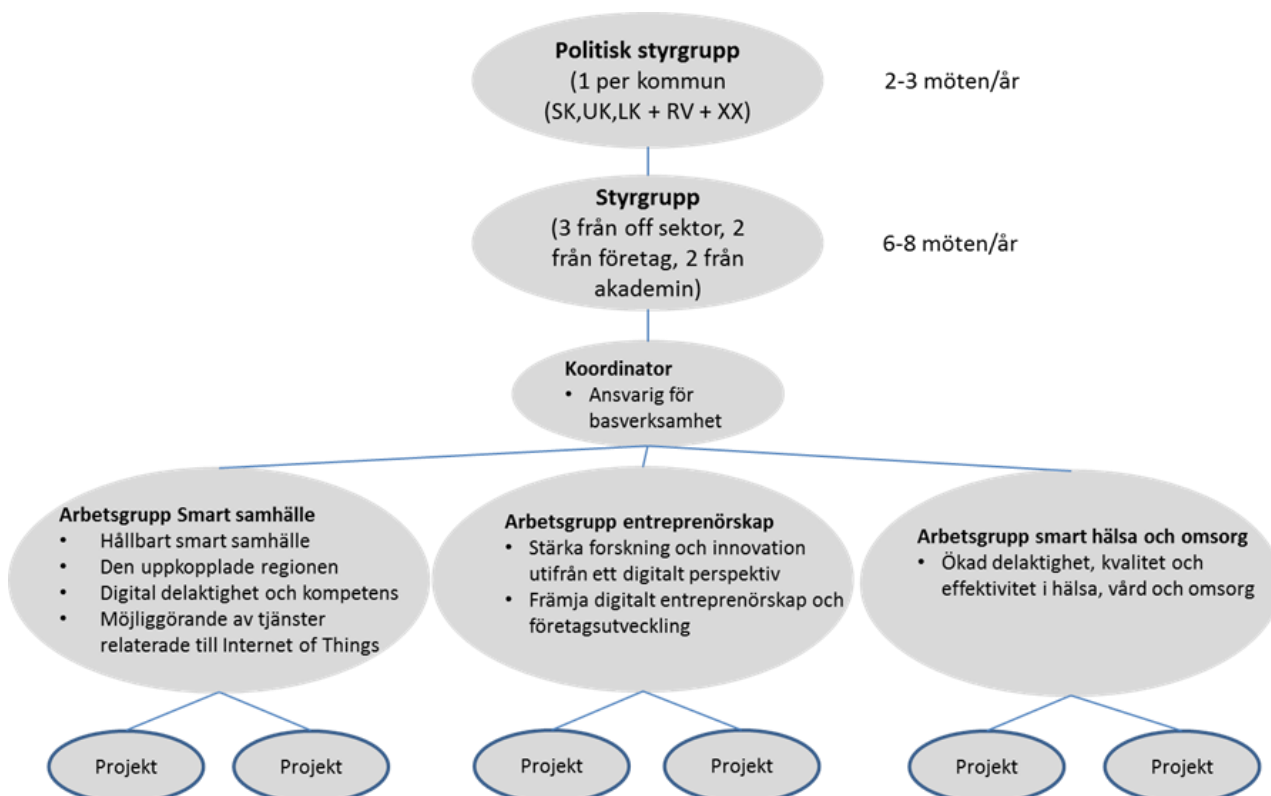 Politisk styrgrupp
(1 per kommun
(SK,UK,LK + RV + XX)
2-3 möten/år
Styrgrupp
(3 från off sektor, 2
från företag, 2 från
akademin)
6-8 möten/år
Koordinator
• Ansvarig för
basverksamhet
Arbetsgrupp Smart samhälle
• Hållbart smart samhälle
• Den uppkopplade regionen
• Digital delaktighet och kompetens
• Möjliggörande av tjänster
relaterade till Internet of Things
Arbetsgrupp entreprenörskap
• Stärka forskning och innovation
utifrån ett digitalt perspektiv
• Främja digitalt entreprenörskap och
företagsutveckling
Arbetsgrupp smart hälsa och omsorg
• Ökad delaktighet, kvalitet och
effektivitet i hälsa, vård och omsorg
Projekt
Projekt
Projekt
Projekt
Projekt
Projekt